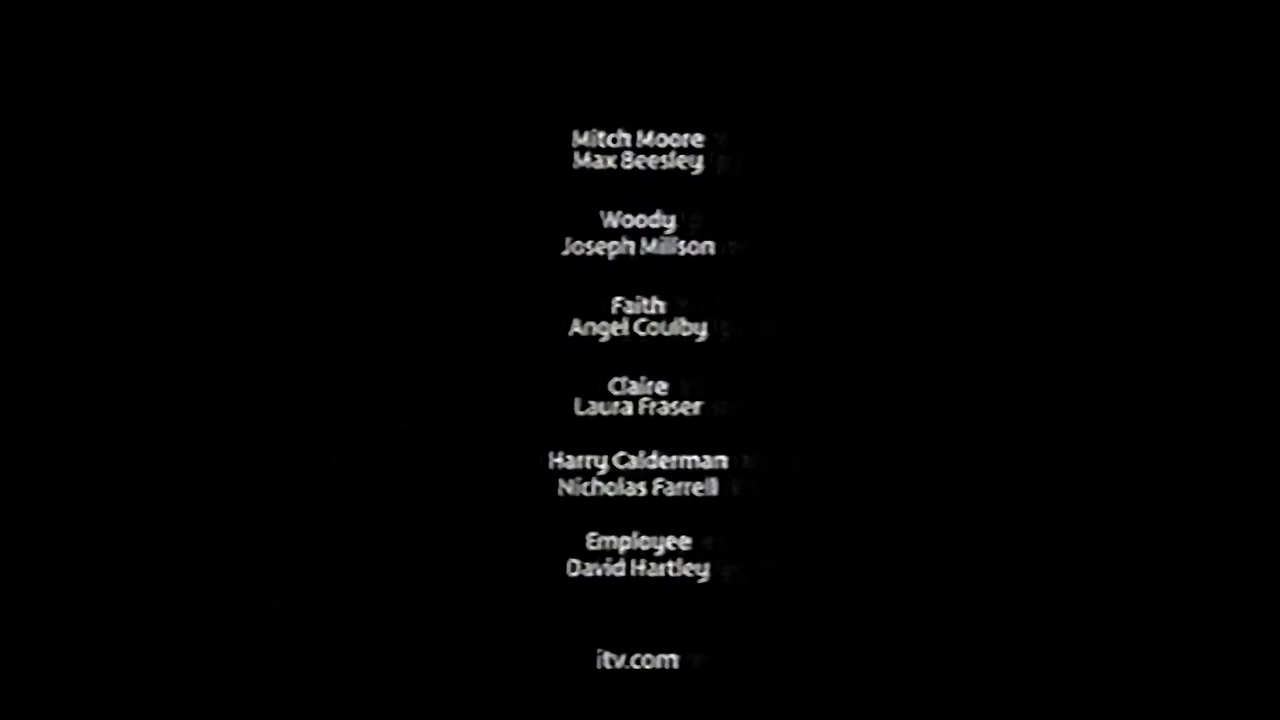 Mitch Moore
Max Beesley
Woody
Joseph Millson
Faith
Angel Coulby
Claire
Laura Fraser
Harry Calderman
Nicholas Farrell
Employee
David Hartley
itv.com